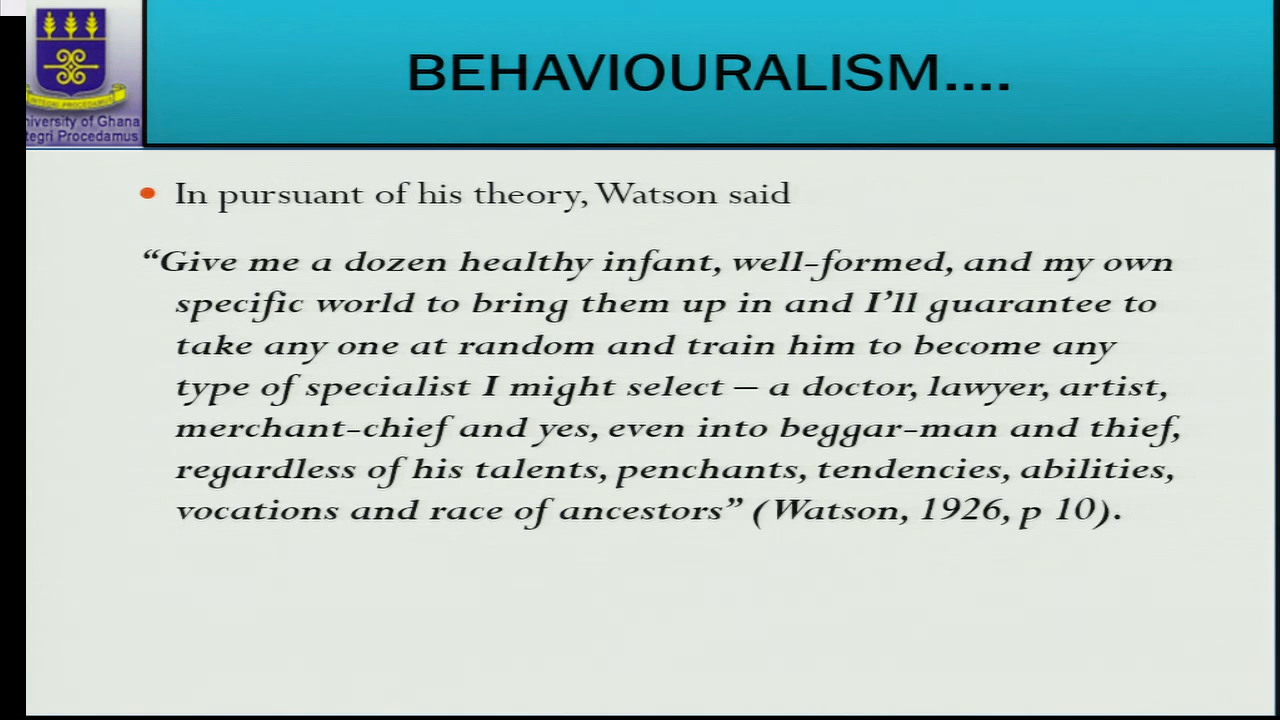 BEHAVIOURALISM....
INTEGRI PROCEDAMUS
niversity of Ghana
tegri Procedamus
• In pursuant of his theory, Watson said
“Give me a dozen healthy infant, well-formed, and my own
specific world to bring them up in and I’ll guarantee to
take any one at random and train him to become any
type of specialist I might select – a doctor, lawyer, artist,
merchant-chief and yes, even into beggar-man and thief,
regardless of his talents, penchants, tendencies, abilities,
vocations and race of ancestors” (Watson, 1926, p 10).